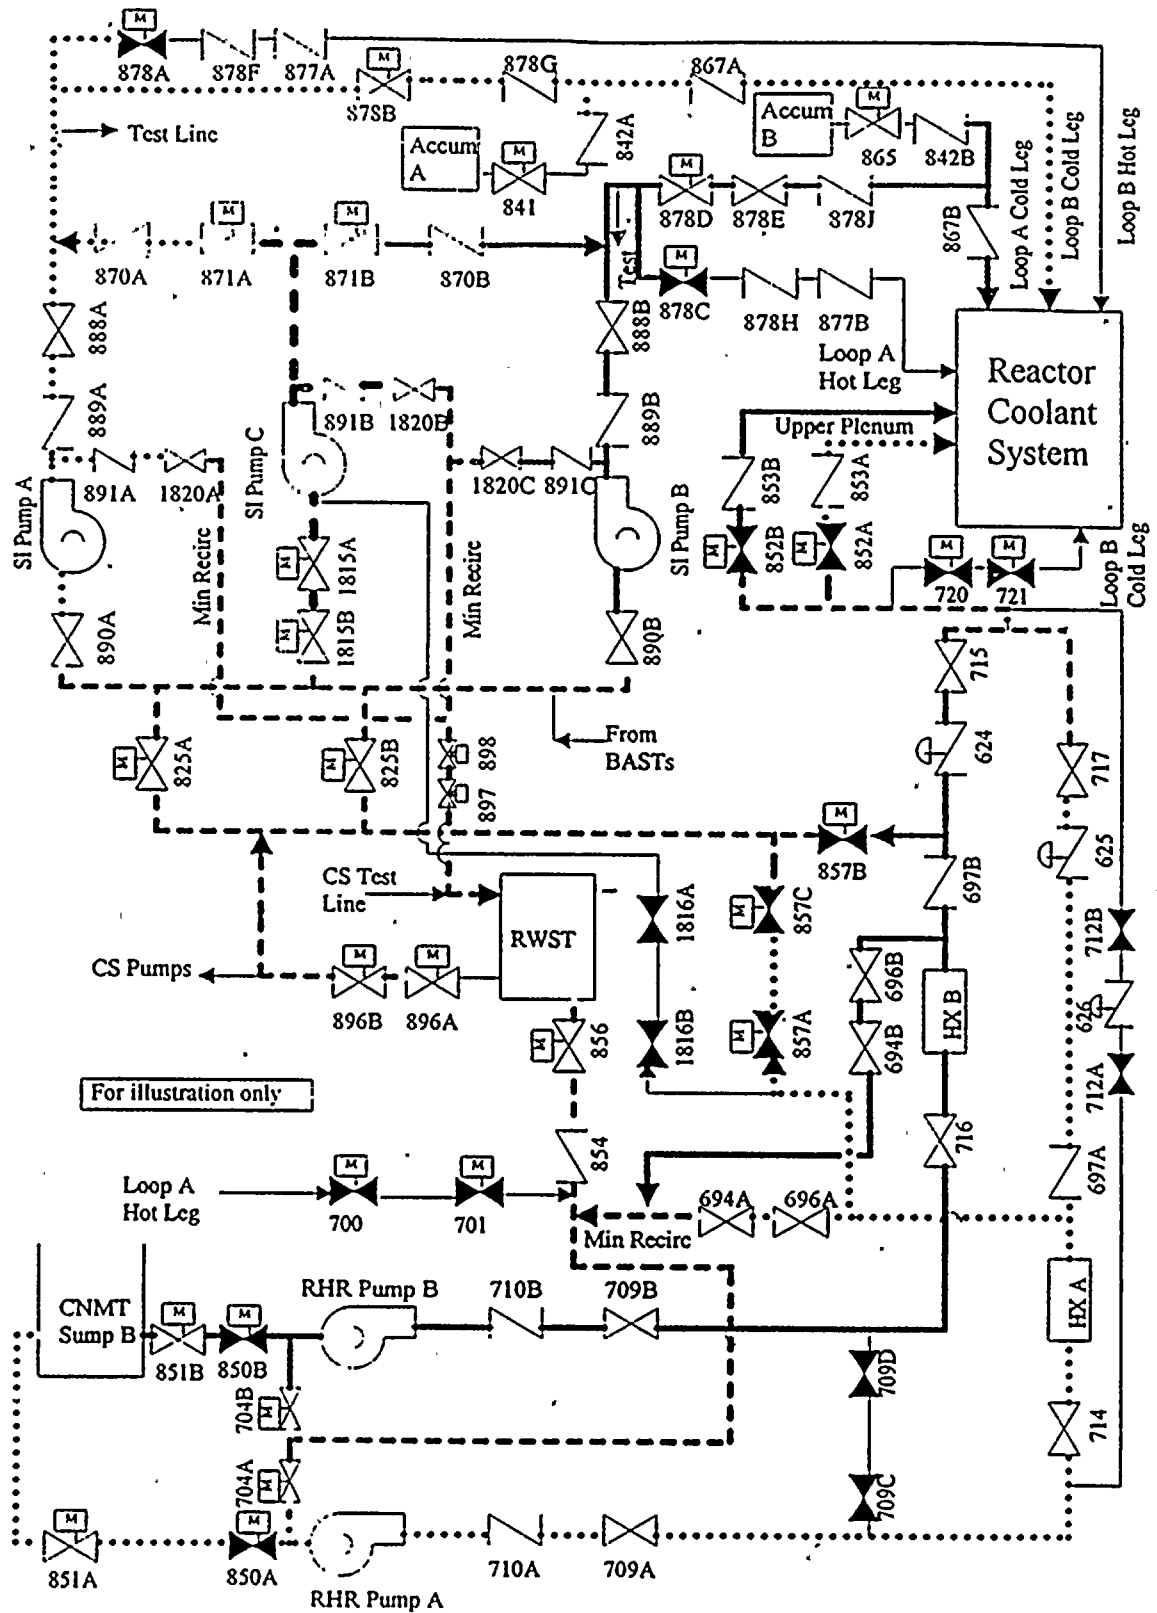 M
878A
878F
877A
M
878B
878G
867A
Test Line
Accum
A
M
841
842A
Accum
B
M
865
842B
M
878D
878E
878J
867B
Loop A Cold Leg
Loop B Cold Leg
Loop B Hot Leg
870A
M
871A
M
871B
870B
Test
M
878C
878H
877B
Loop A
Hot Leg
888A
888B
889A
889B
891B
1820B
Reactor
Coolant
System
Upper Plenum
853B
853A
891A
1820A
SI Pump A
SI Pump C
1820C
891C
SI Pump B
M
852B
M
852A
M
720
M
721
Loop B
Cold Leg
M
1815A
M
1815B
Min Recirc
Min Recirc
890A
890B
715
M
825A
M
825B
898
897
From
BASTs
624
717
M
857B
625
697B
CS Test
Line
RWST
1816A
M
857C
712B
CS Pumps
M
896B
M
896A
696B
694B
HX B
626
M
856
1816B
M
857A
712A
For illustration only
854
716
697A
Loop A
Hot Leg
M
700
M
701
694A
696A
Min Recirc
CNMT
Sump B
M
851B
M
850B
RHR Pump B
710B
709B
HX A
M
704B
709D
714
M
704A
709C
M
851A
M
850A
RHR Pump A
710A
709A